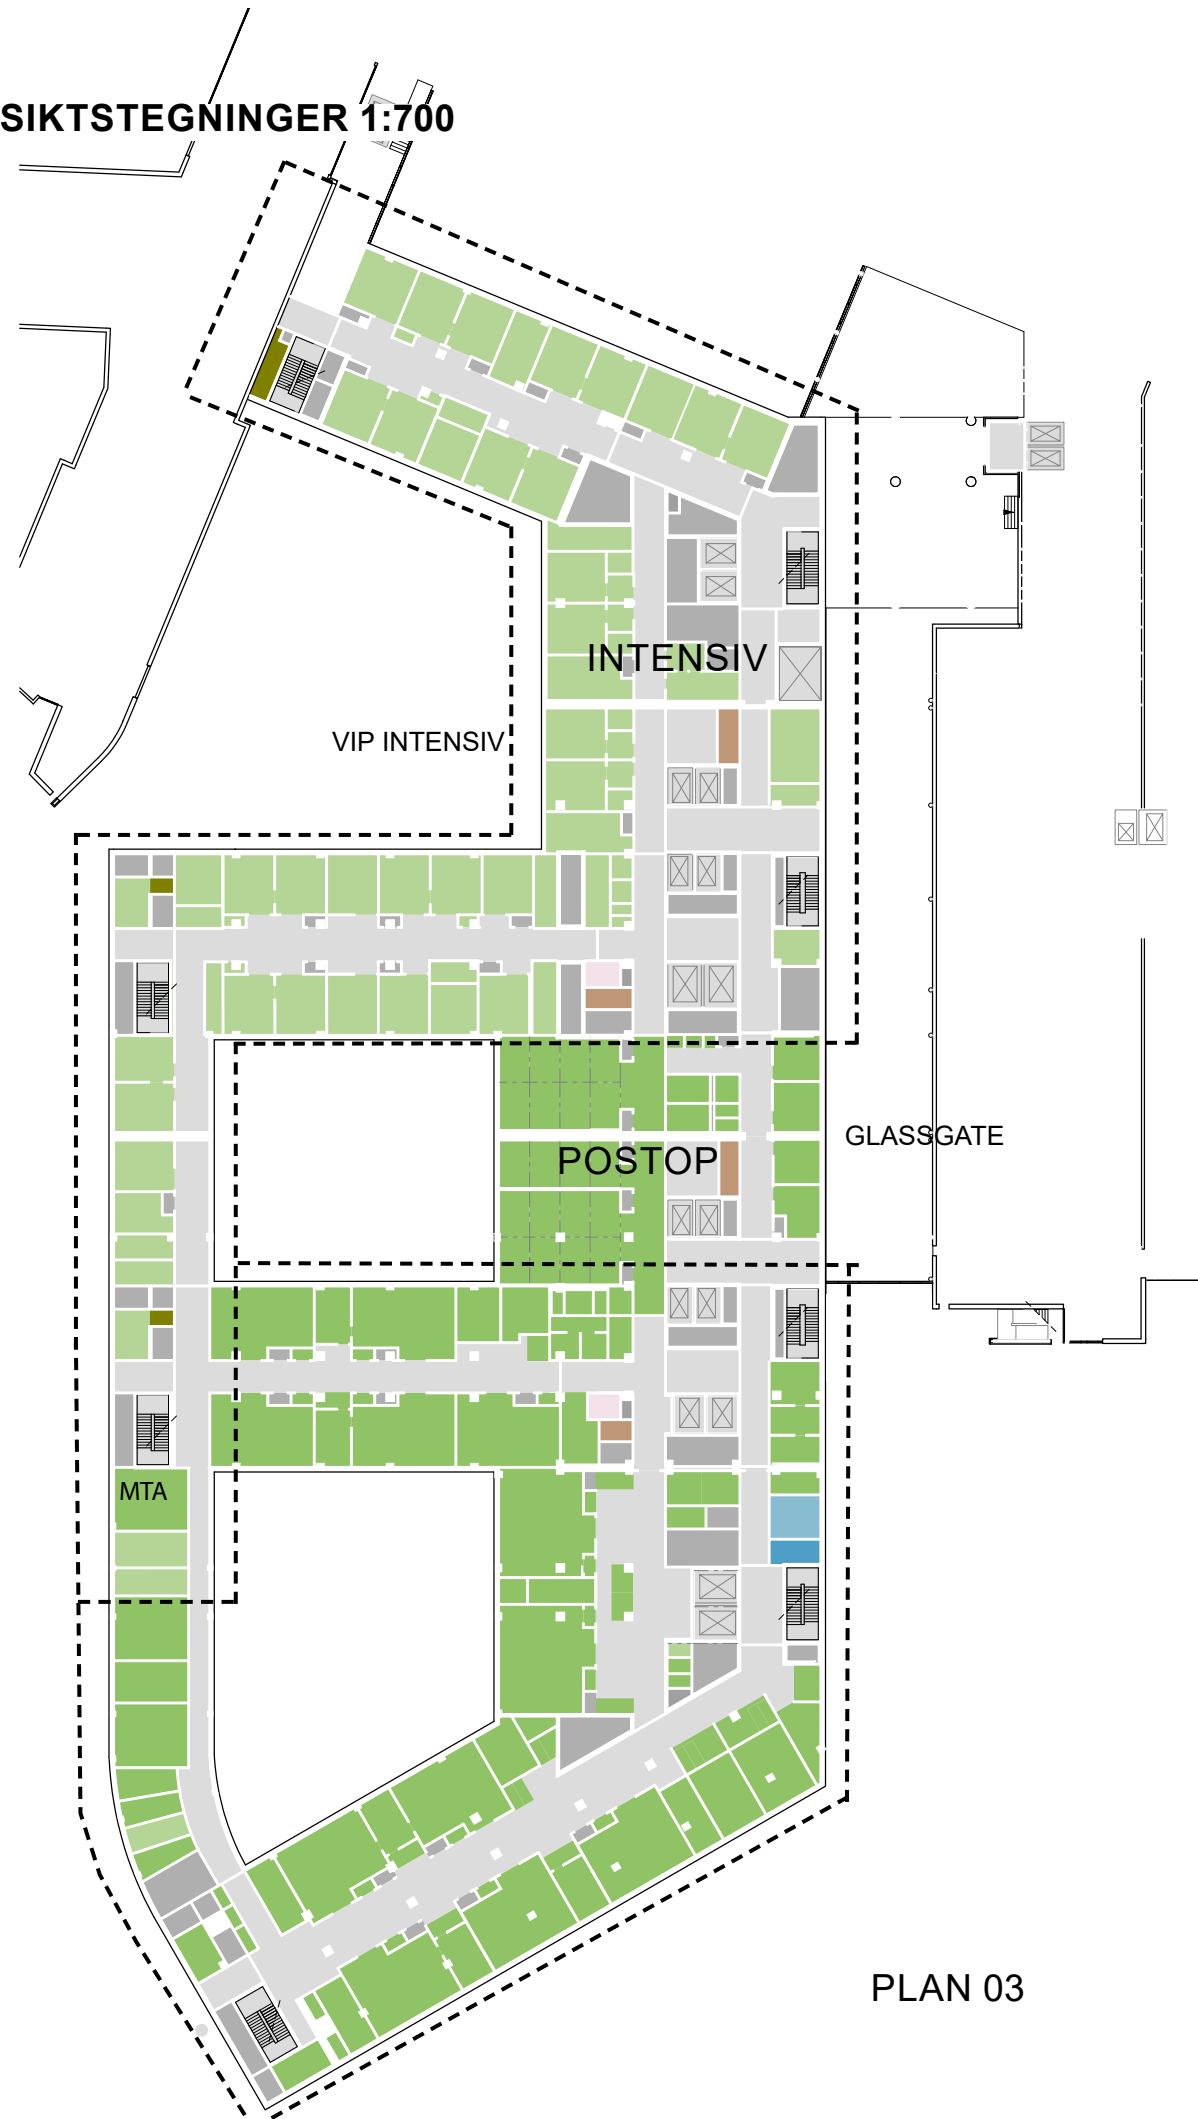 SIKTSTEGNINGER 1:700
INTENSIV
VIP INTENSIV
GLASSGATE
POSTOP
MTA
PLAN 03